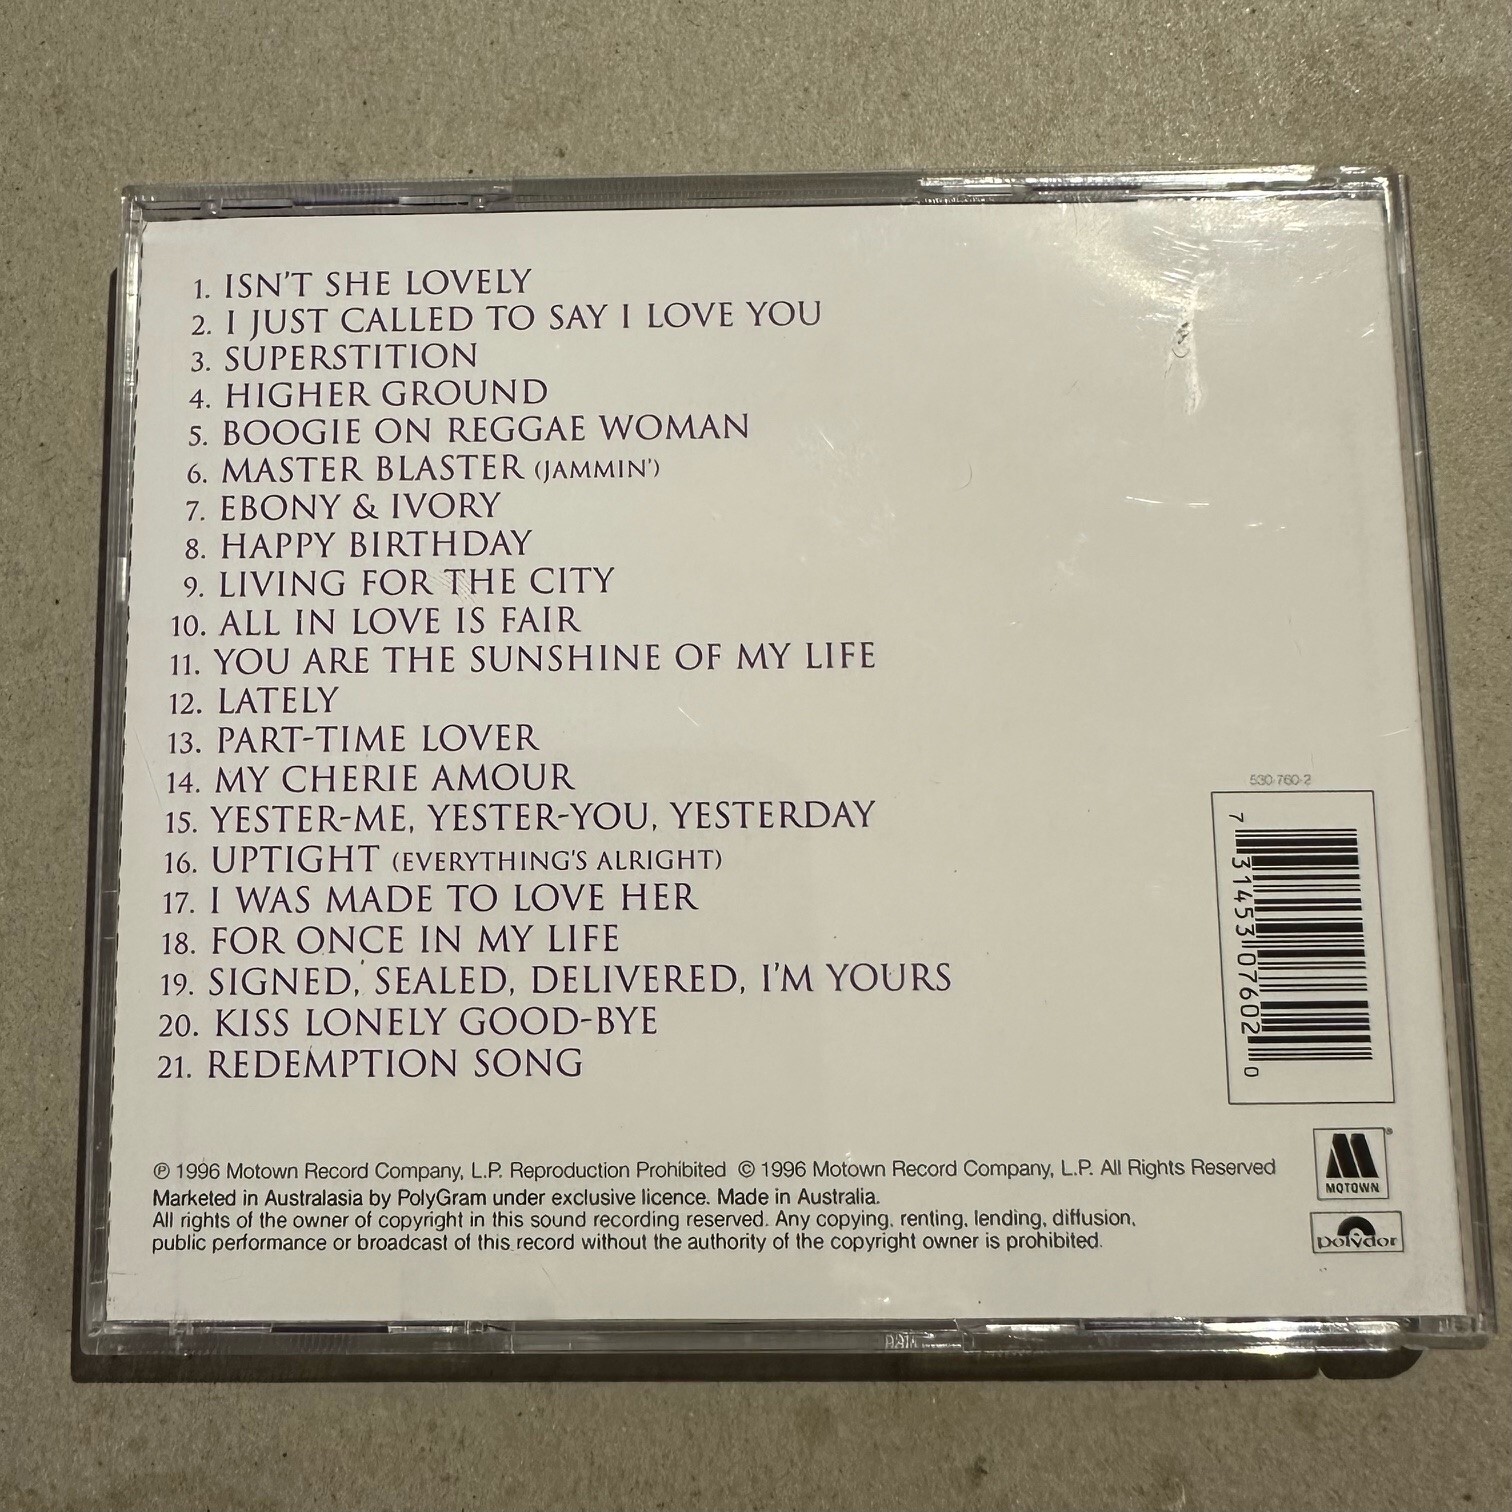 1. ISN'T SHE LOVELY
2. I JUST CALLED TO SAY I LOVE YOU
3. SUPERSTITION
4. HIGHER GROUND
5. BOOGIE ON REGGAE WOMAN
6. MASTER BLASTER (JAMMIN')
7. EBONY & IVORY
8. HAPPY BIRTHDAY
9. LIVING FOR THE CITY
10. ALL IN LOVE IS FAIR
11. YOU ARE THE SUNSHINE OF MY LIFE
12. LATELY
13. PART-TIME LOVER
14. MY CHERIE AMOUR
15. YESTER-ME, YESTER-YOU, YESTERDAY
16. UPTIGHT (EVERYTHING'S ALRIGHT)
17. I WAS MADE TO LOVE HER
18. FOR ONCE IN MY LIFE
19. SIGNED, SEALED, DELIVERED, I'M YOURS
20. KISS LONELY GOOD-BYE
21. REDEMPTION SONG
530 760-2
7 31453 07602 0
℗ 1996 Motown Record Company, L.P. Reproduction Prohibited © 1996 Motown Record Company, L.P. All Rights Reserved
Marketed in Australasia by PolyGram under exclusive licence. Made in Australia.
All rights of the owner of copyright in this sound recording reserved. Any copying, renting, lending, diffusion,
public performance or broadcast of this record without the authority of the copyright owner is prohibited.
M®
MOTOWN
polydor